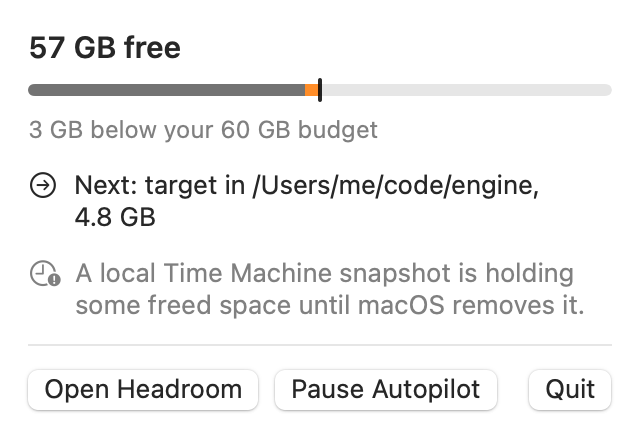 57 GB free
3 GB below your 60 GB budget
Next: target in /Users/me/code/engine,
4.8 GB
A local Time Machine snapshot is holding
some freed space until macOS removes it.
Open Headroom
Pause Autopilot
Quit